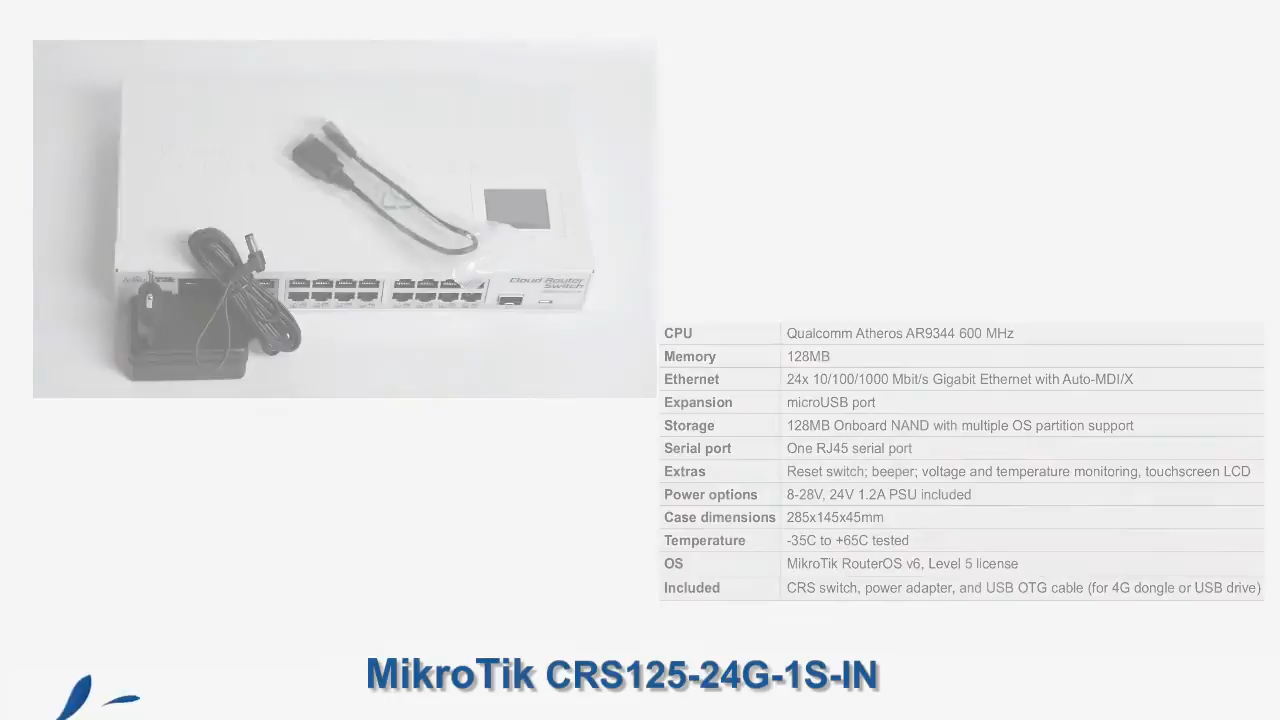 Cloud Router
Switch
CPU Qualcomm Atheros AR9344 600 MHz
Memory 128MB
Ethernet 24x 10/100/1000 Mbit/s Gigabit Ethernet with Auto-MDI/X
Expansion microUSB port
Storage 128MB Onboard NAND with multiple OS partition support
Serial port One RJ45 serial port
Extras Reset switch; beeper; voltage and temperature monitoring, touchscreen LCD
Power options 8-28V, 24V 1.2A PSU included
Case dimensions 285x145x45mm
Temperature -35C to +65C tested
OS MikroTik RouterOS v6, Level 5 license
Included CRS switch, power adapter, and USB OTG cable (for 4G dongle or USB drive)
MikroTik CRS125-24G-1S-IN